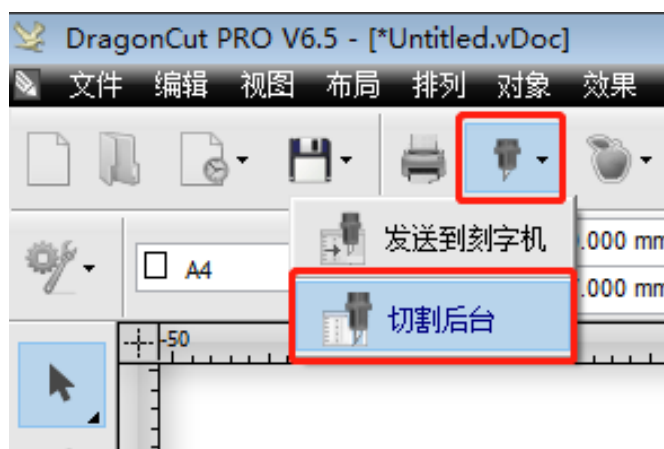 DragonCut PRO V6.5 - [*Untitled.vDoc]
文件 编辑 视图 布局 排列 对象 效果
发送到刻字机
.000 mm
A4
切割后台
.000 mm
-50